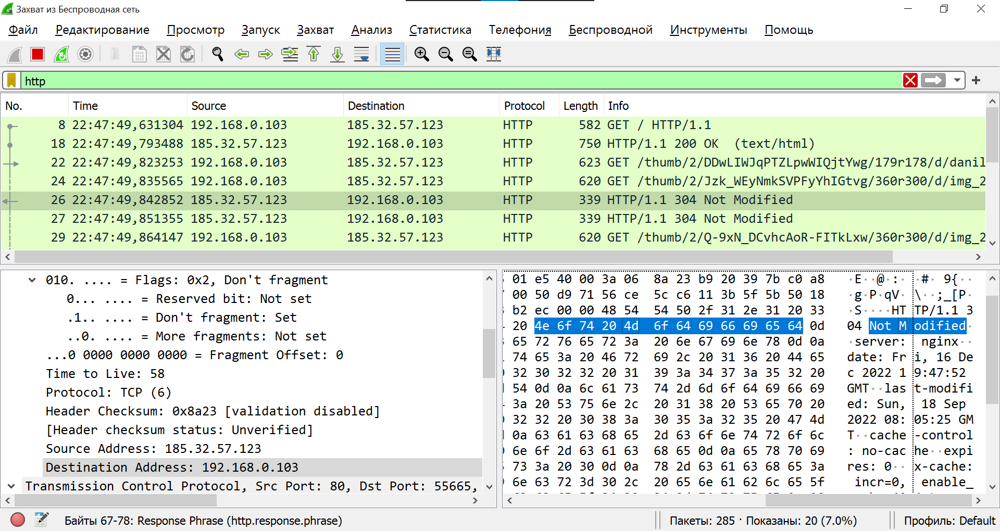 Захват из Беспроводная сеть
Файл Редактирование Просмотр Запуск Захват Анализ Статистика Телефония Беспроводной Инструменты Помощь
http
No. Time Source Destination Protocol Length Info
8 22:47:49,631304 192.168.0.103 185.32.57.123 HTTP 582 GET / HTTP/1.1
18 22:47:49,793488 185.32.57.123 192.168.0.103 HTTP 750 HTTP/1.1 200 OK (text/html)
22 22:47:49,823253 192.168.0.103 185.32.57.123 HTTP 623 GET /thumb/2/DDwLIWJqPTZLpwWIQjtYwg/179r178/d/danil
24 22:47:49,835565 192.168.0.103 185.32.57.123 HTTP 620 GET /thumb/2/Jzk_WEyNmkSVPFyYhIGtvg/360r300/d/img_2
26 22:47:49,842852 185.32.57.123 192.168.0.103 HTTP 339 HTTP/1.1 304 Not Modified
27 22:47:49,851355 185.32.57.123 192.168.0.103 HTTP 339 HTTP/1.1 304 Not Modified
29 22:47:49,864147 192.168.0.103 185.32.57.123 HTTP 620 GET /thumb/2/Q-9xN_DCvhcAoR-FITkLxw/360r300/d/img_2
010. .... = Flags: 0x2, Don't fragment
0... .... = Reserved bit: Not set
.1.. .... = Don't fragment: Set
..0. .... = More fragments: Not set
...0 0000 0000 0000 = Fragment Offset: 0
Time to Live: 58
Protocol: TCP (6)
Header Checksum: 0x8a23 [validation disabled]
[Header checksum status: Unverified]
Source Address: 185.32.57.123
Destination Address: 192.168.0.103
Transmission Control Protocol, Src Port: 80, Dst Port: 55665,
01 e5 40 00 3a 06 8a 23 b9 20 39 7b c0 a8 ·E··@·:· ·#· 9{··
00 50 d9 71 56 ce 5c c6 11 3b 5f 5b 50 18 ·g·P·qV· \··;_[P·
b2 ec 00 00 48 54 54 50 2f 31 2e 31 20 33 ·S····HT TP/1.1 3
20 4e 6f 74 20 4d 6f 64 69 66 69 65 64 0d 04 Not M odified·
65 72 76 65 72 3a 20 6e 67 69 6e 78 0d 0a ·server: nginx··
74 65 3a 20 46 72 69 2c 20 31 36 20 44 65 date: Fr i, 16 De
32 30 32 32 20 31 39 3a 34 37 3a 35 32 20 c 2022 1 9:47:52
54 0d 0a 6c 61 73 74 2d 6d 6f 64 69 66 69 GMT··las t-modifi
3a 20 53 75 6e 2c 20 31 38 20 53 65 70 20 ed: Sun, 18 Sep
32 32 20 30 38 3a 30 35 3a 32 35 20 47 4d 2022 08: 05:25 GM
0a 63 61 63 68 65 2d 63 6f 6e 74 72 6f 6c T··cache -control
6e 6f 2d 63 61 63 68 65 0d 0a 65 78 70 69 : no-cac he··expi
73 3a 20 30 0d 0a 78 2d 63 61 63 68 65 3a res: 0·· x-cache:
6e 63 72 3d 30 2c 20 65 6e 61 62 6c 65 5f incr=0, enable_
Байты 67-78: Response Phrase (http.response.phrase)
Пакеты: 285 · Показаны: 20 (7.0%)
Профиль: Default